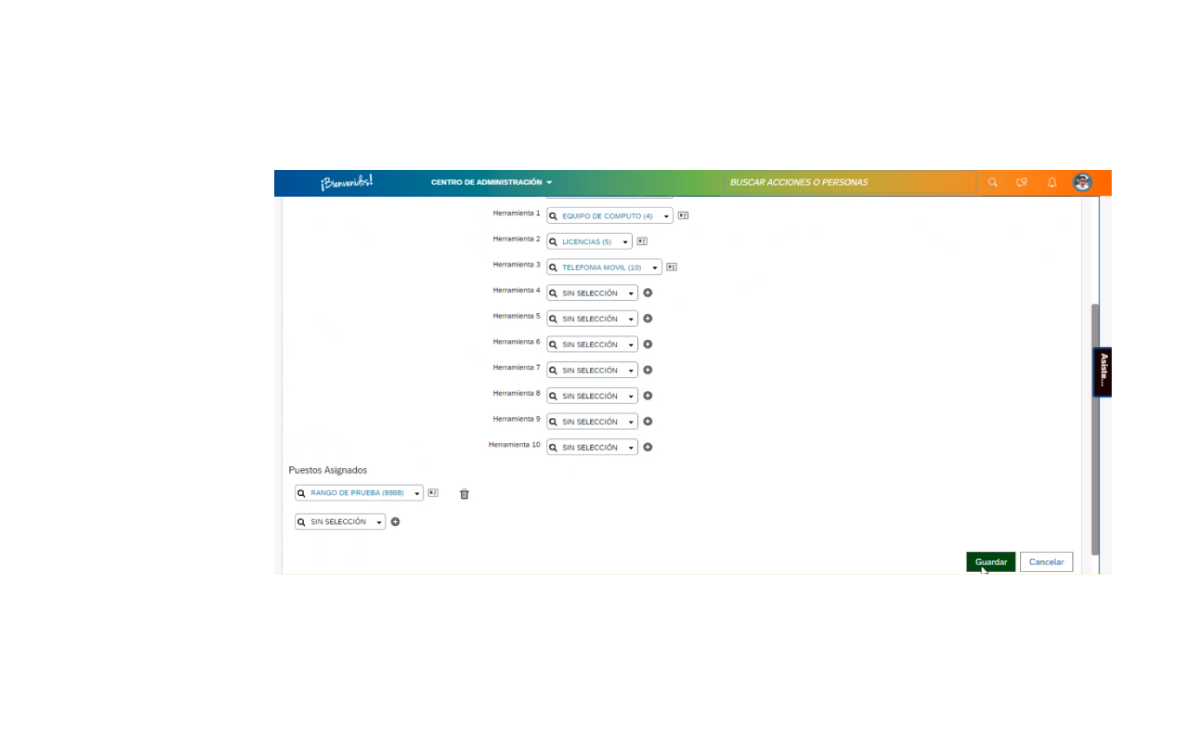 ¡Bienvenidos!
CENTRO DE ADMINISTRACIÓN
BUSCAR ACCIONES O PERSONAS
Herramienta 1 EQUIPO DE COMPUTO (4)
Herramienta 2 LICENCIAS (5)
Herramienta 3 TELEFONIA MOVIL (10)
Herramienta 4 SIN SELECCIÓN
Herramienta 5 SIN SELECCIÓN
Herramienta 6 SIN SELECCIÓN
Herramienta 7 SIN SELECCIÓN
Herramienta 8 SIN SELECCIÓN
Herramienta 9 SIN SELECCIÓN
Herramienta 10 SIN SELECCIÓN
Asiste...
Puestos Asignados
RANGO DE PRUEBA (8888)
SIN SELECCIÓN
Guardar Cancelar